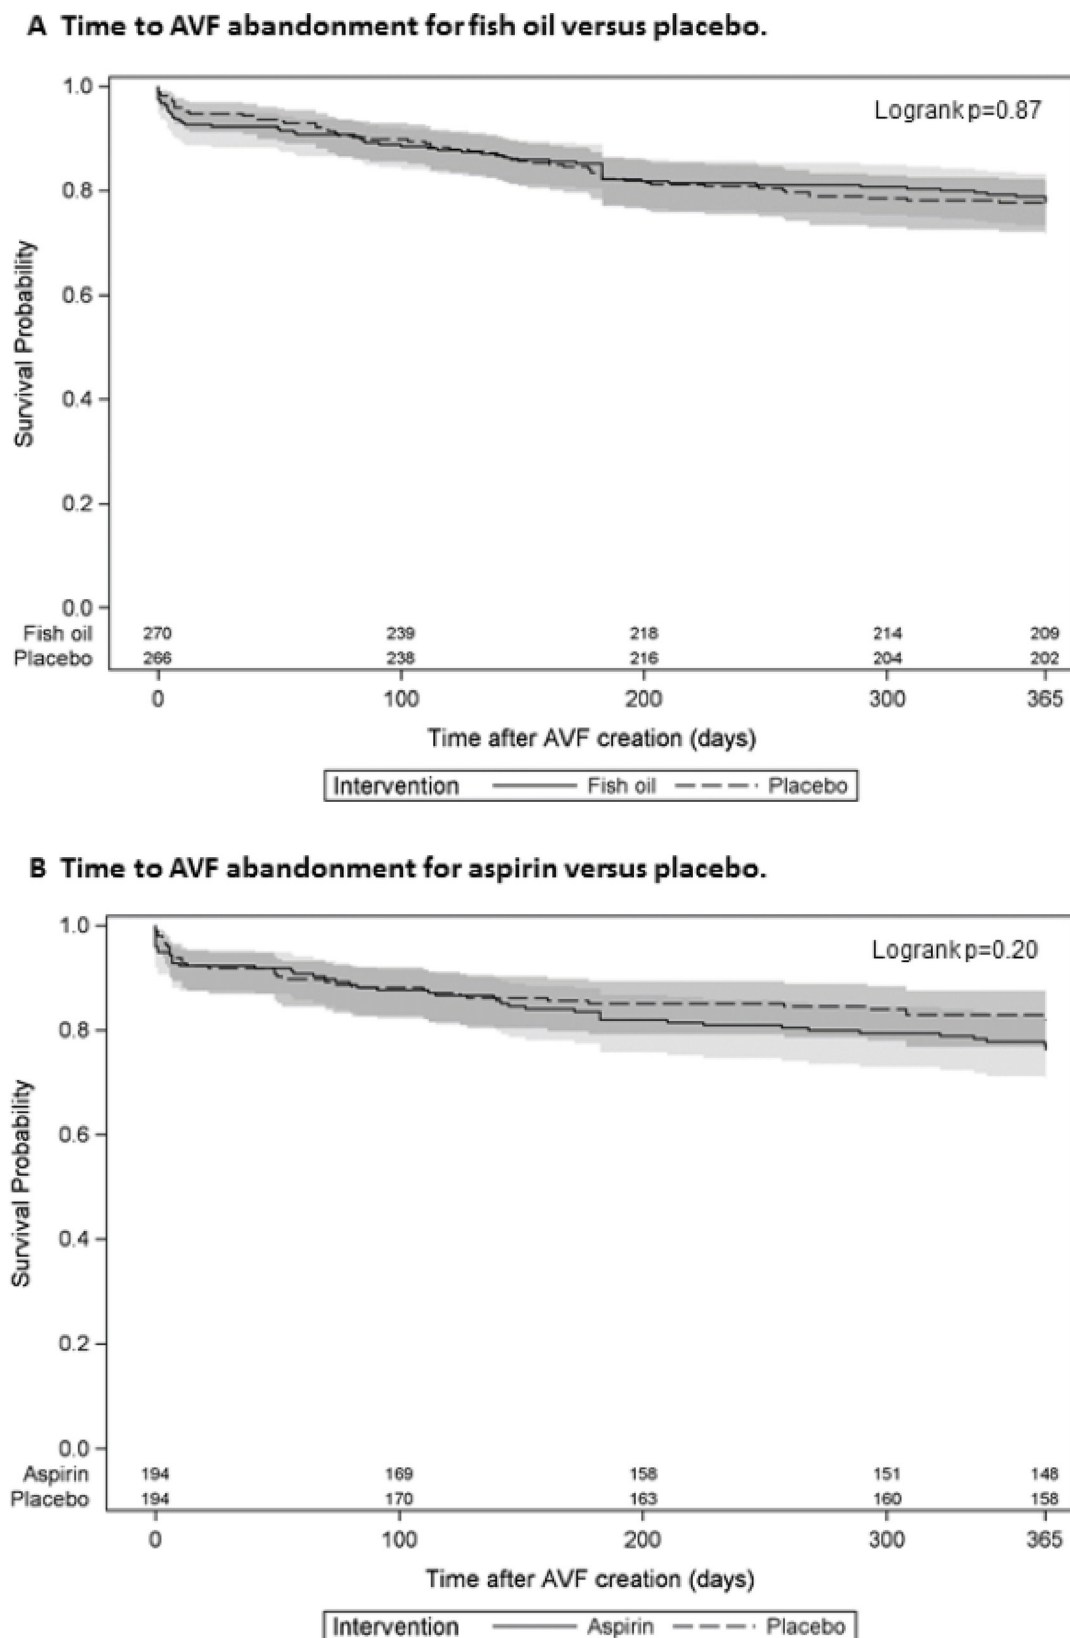 A Time to AVF abandonment for fish oil versus placebo.
Logrank p=0.87
1.0
0.8
0.6
0.4
0.2
0.0
Survival Probability
Fish oil 270 239 218 214 209
Placebo 266 238 216 204 202
0 100 200 300 365
Time after AVF creation (days)
Intervention Fish oil Placebo
B Time to AVF abandonment for aspirin versus placebo.
Logrank p=0.20
1.0
0.8
0.6
0.4
0.2
0.0
Survival Probability
Aspirin 194 169 158 151 148
Placebo 194 170 163 160 158
0 100 200 300 365
Time after AVF creation (days)
Intervention Aspirin Placebo